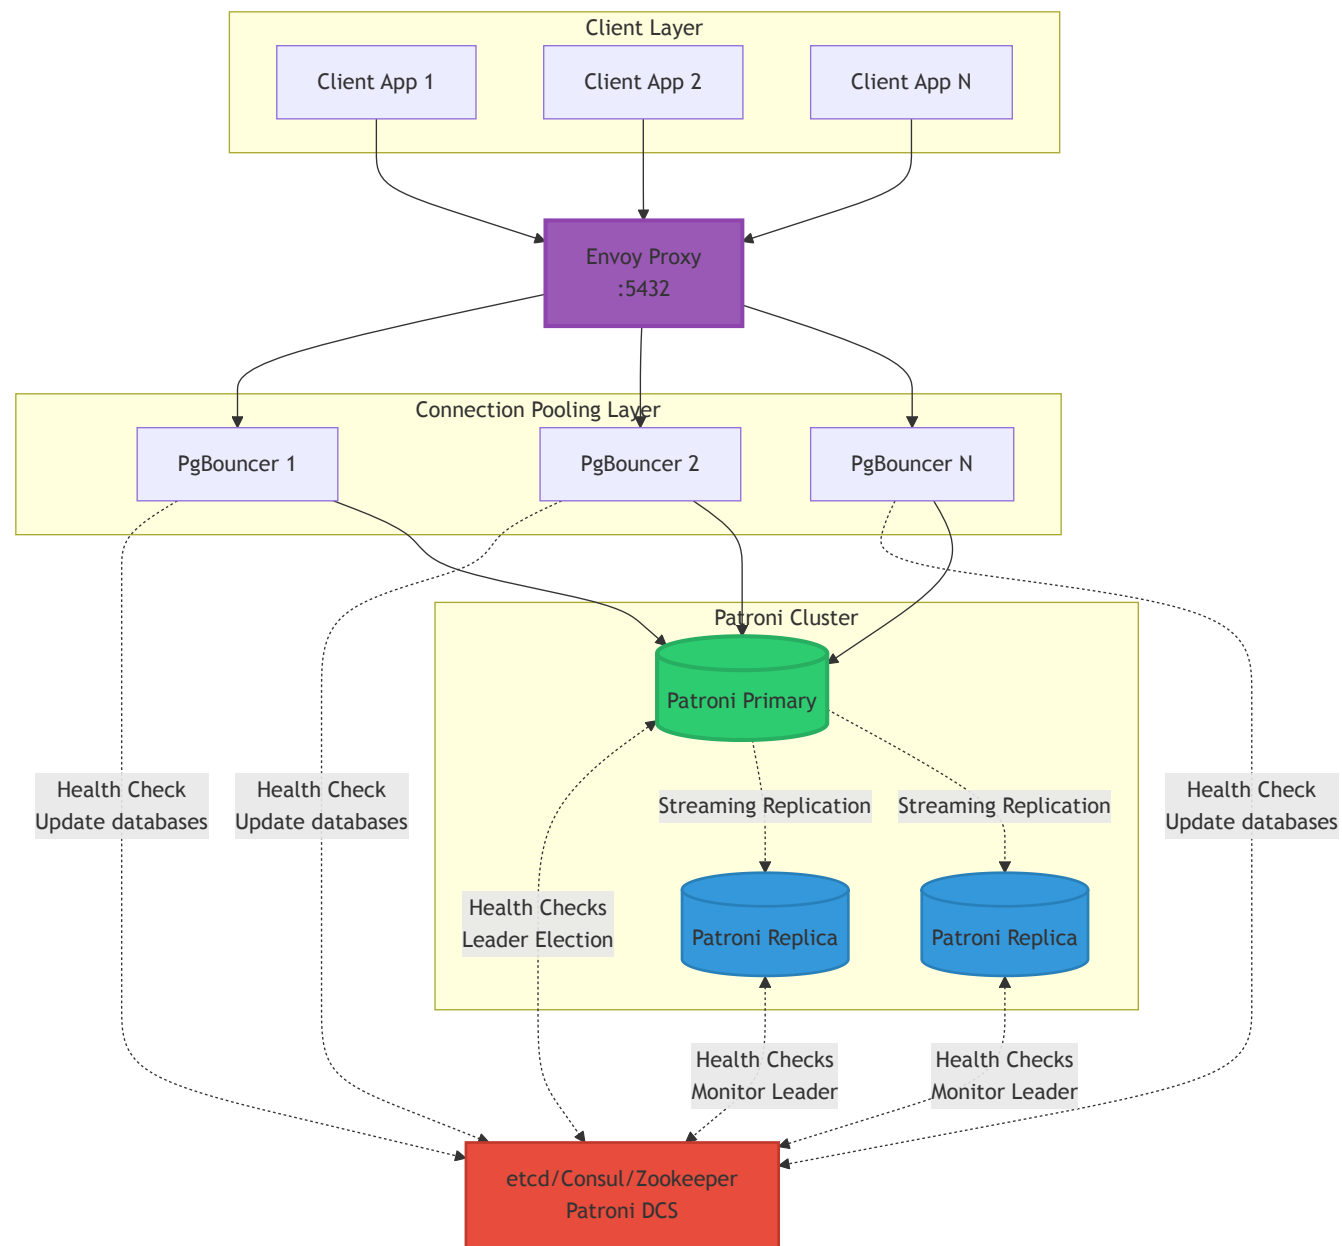 Client Layer
Client App 1
Client App 2
Client App N
Envoy Proxy
:5432
Connection Pooling Layer
PgBouncer 1
PgBouncer 2
PgBouncer N
Patroni Cluster
Patroni Primary
Health Check
Update databases
Health Check
Update databases
Streaming Replication
Streaming Replication
Health Check
Update databases
Health Checks
Leader Election
Patroni Replica
Patroni Replica
Health Checks
Monitor Leader
Health Checks
Monitor Leader
etcd/Consul/Zookeeper
Patroni DCS